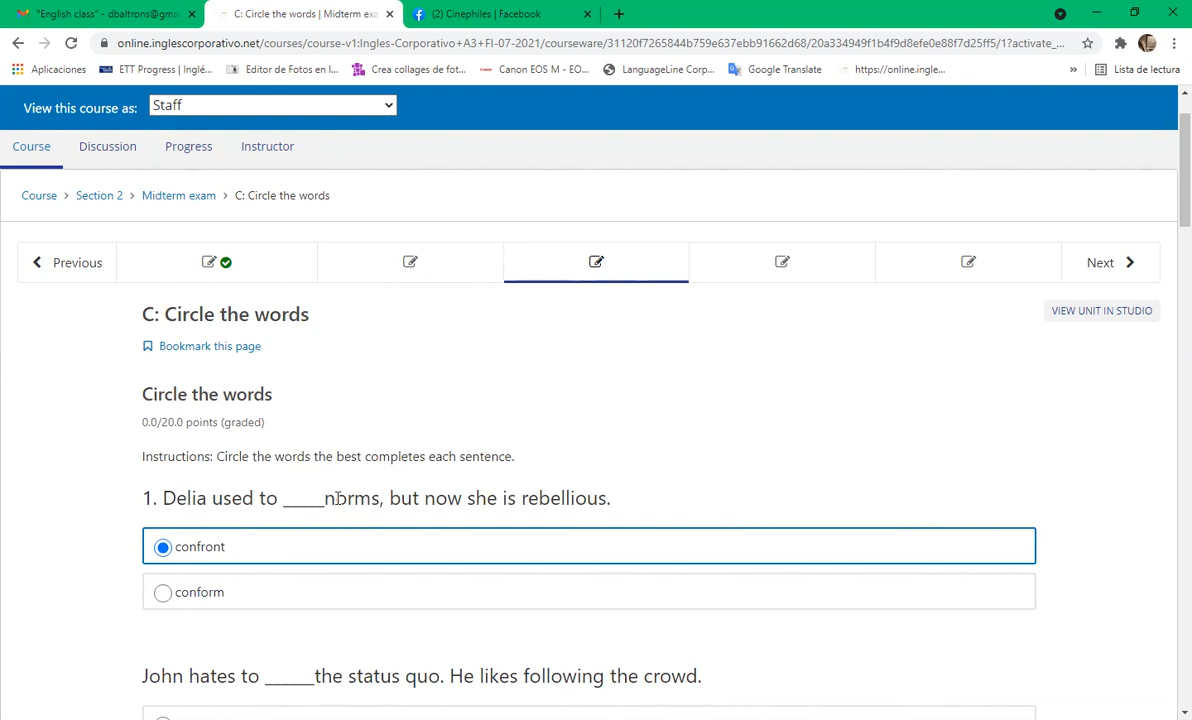 "English class" - dbaltrons@gma
C: Circle the words | Midterm exa
(2) Cinephiles | Facebook
online.inglescorporativo.net/courses/course-v1:Ingles-Corporativo+A3+FI-07-2021/courseware/31120f7265844b759e637ebb91662d68/20a334949f1b4f9d8efe0e88f7d25ff5/1?activate_...
Aplicaciones ETT Progress | Inglé... Editor de Fotos en l... Crea collages de fot... Canon EOS M - EO... LanguageLine Corp... Google Translate https://online.ingle... » Lista de lectura
View this course as: Staff
Course Discussion Progress Instructor
Course > Section 2 > Midterm exam > C: Circle the words
Previous Next
C: Circle the words
VIEW UNIT IN STUDIO
Bookmark this page
Circle the words
0.0/20.0 points (graded)
Instructions: Circle the words the best completes each sentence.
1. Delia used to _____norms, but now she is rebellious.
confront
conform
John hates to ______the status quo. He likes following the crowd.